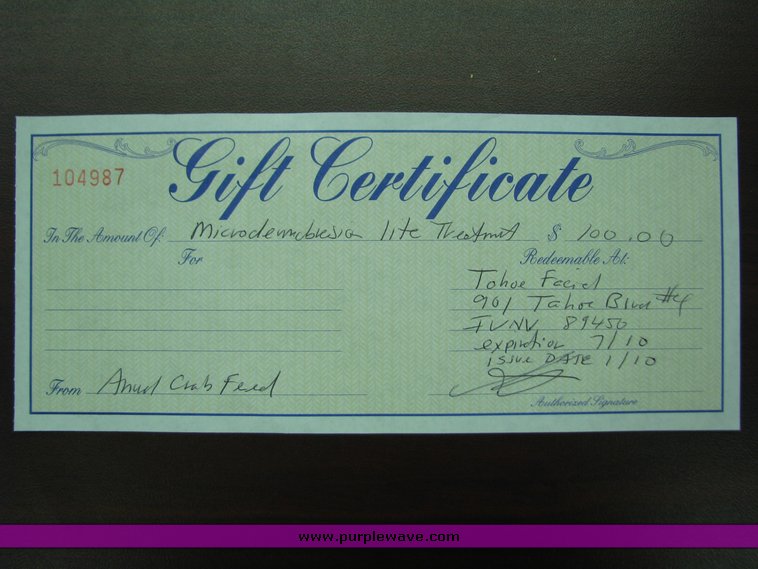 104987
Gift Certificate
In The Amount Of: Microdermabrasion lite Treatment $ 100.00
For
Redeemable At:
Tahoe Facial
901 Tahoe Blvd #4
IVNV 89450
expiration 7/10
issue DATE 1/10
From Annual Crab Feed
Authorized Signature
www.purplewave.com